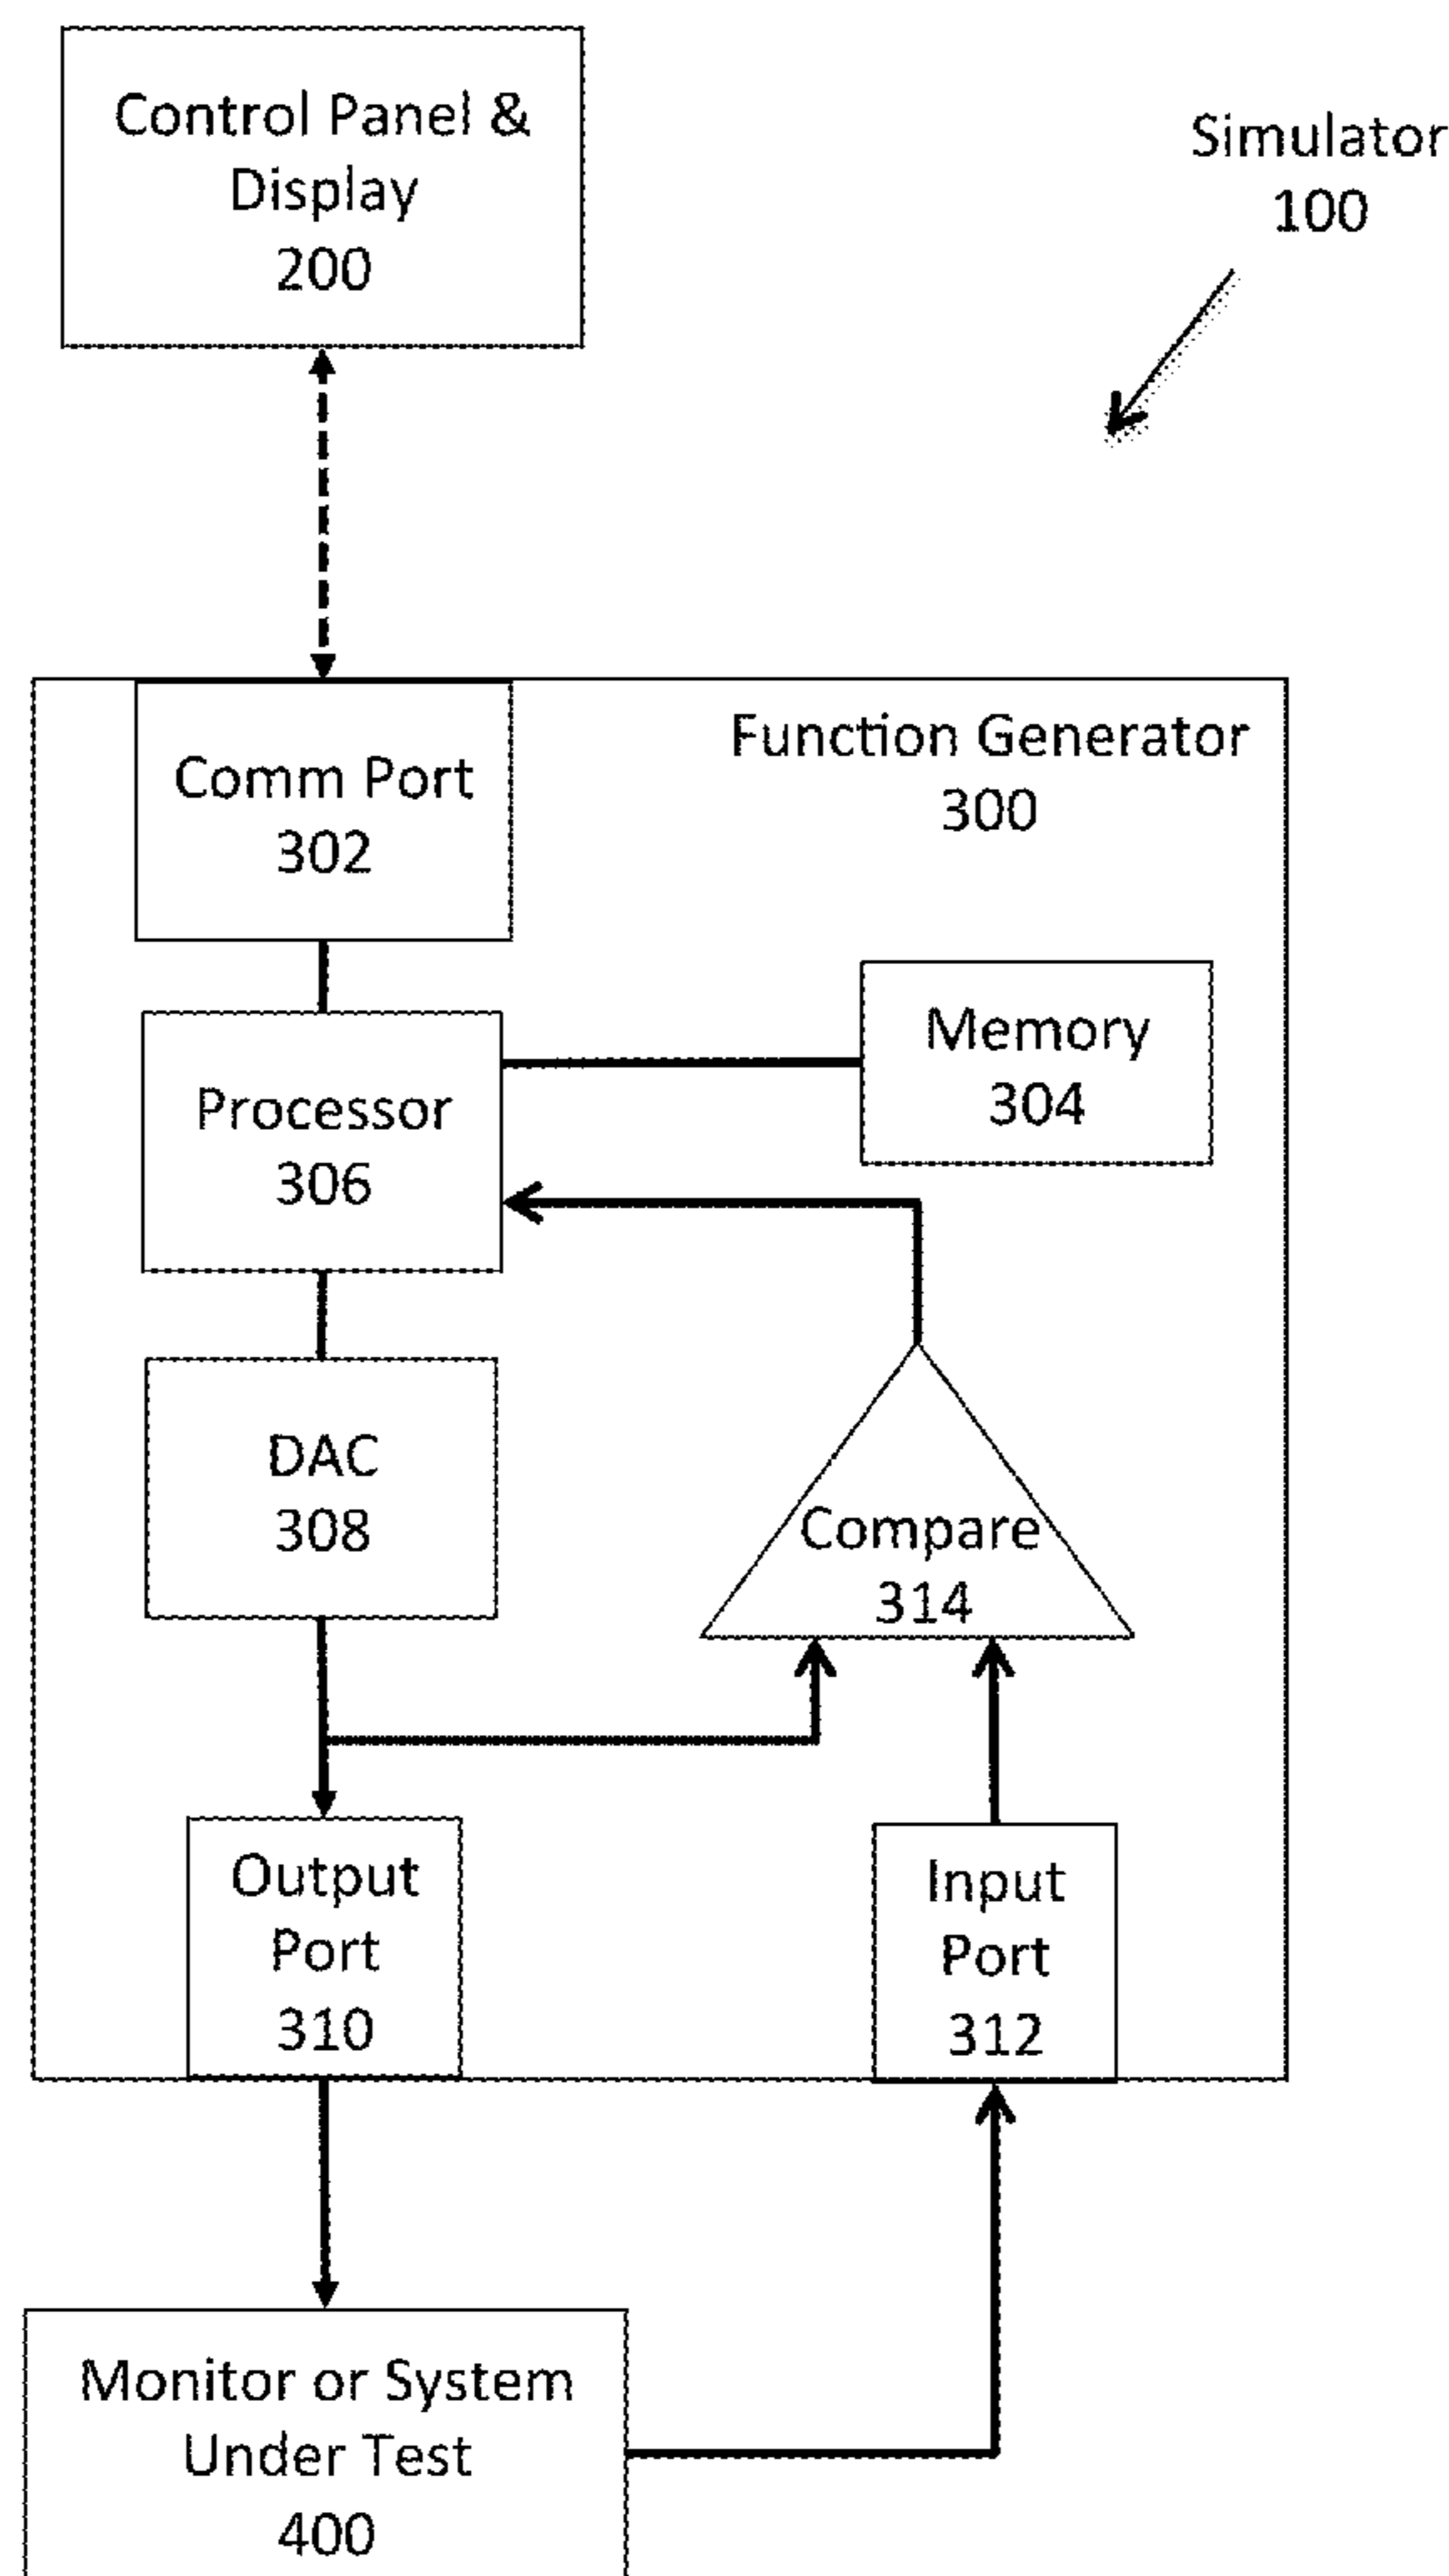 Control Panel &
Display
200
Simulator
100
Function Generator
300
Comm Port
302
Memory
304
Processor
306
DAC
308
Compare
314
Output
Port
310
Input
Port
312
Monitor or System
Under Test
400